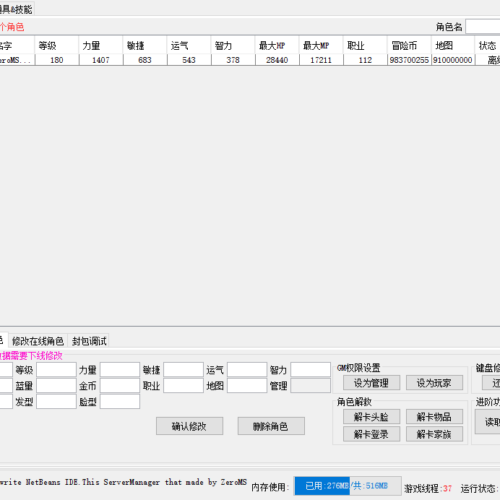 具&技能
个角色 角色名
名字 等级 力量 敏捷 运气 智力 最大HP 最大MP 职业 冒险币 地图 状态
eroMS... 180 1407 683 543 378 28440 17211 112 983700255 910000000 离线
色 修改在线角色 封包调试
数据需要下线修改
等级 力量 敏捷 运气 智力 GM权限设置 键盘修
蓝量 金币 职业 地图 管理 设为管理 设为玩家 还
发型 脸型 角色解救 进阶功
确认修改 删除角色 解卡头脸 解卡物品 读取
解卡登录 解卡家族
write NetBeans IDE.This ServerManager that made by ZeroMS 内存使用: 已用:276MB/共:516MB 游戏线程:37 运行状态: